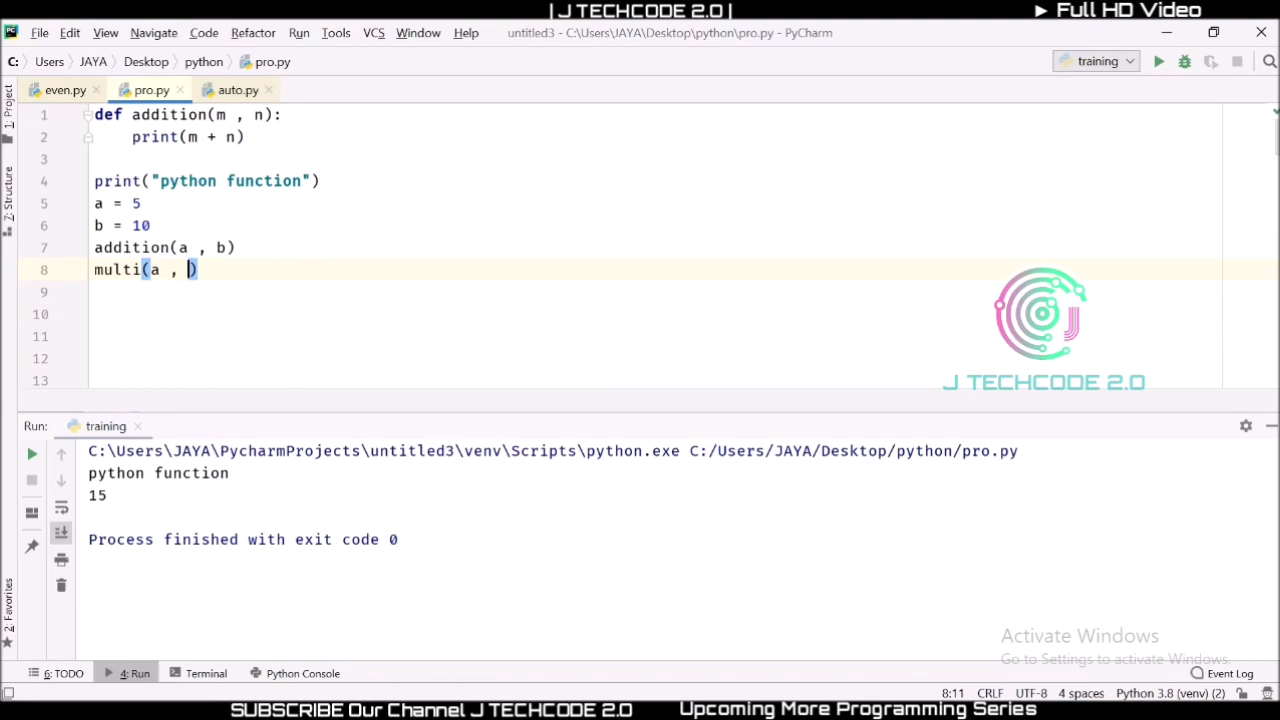 | J TECHCODE 2.0 |
► Full HD Video
File Edit View Navigate Code Refactor Run Tools VCS Window Help untitled3 - C:\Users\JAYA\Desktop\python\pro.py - PyCharm
C: Users JAYA Desktop python pro.py training
even.py pro.py auto.py
1: Project
7: Structure
1 def addition(m , n):
2 print(m + n)
3
4 print("python function")
5 a = 5
6 b = 10
7 addition(a , b)
8 multi(a , )
9
10
11
12
13
J TECHCODE 2.0
Run: training
C:\Users\JAYA\PycharmProjects\untitled3\venv\Scripts\python.exe C:/Users/JAYA/Desktop/python/pro.py
python function
15
Process finished with exit code 0
2: Favorites
Activate Windows
Go to Settings to activate Windows.
6: TODO 4: Run Terminal Python Console Event Log
8:11 CRLF UTF-8 4 spaces Python 3.8 (venv) (2)
SUBSCRIBE Our Channel J TECHCODE 2.0 Upcoming More Programming Series